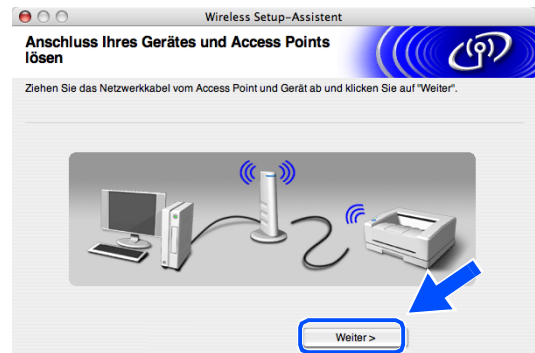 Wireless Setup-Assistent
Anschluss Ihres Gerätes und Access Points
lösen
Ziehen Sie das Netzwerkkabel vom Access Point und Gerät ab und klicken Sie auf "Weiter".
Weiter >